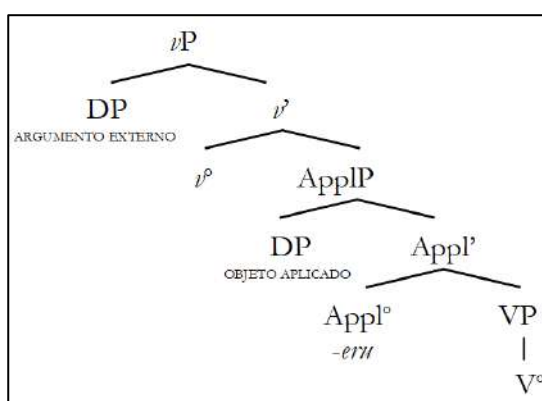 vP
DP v'
ARGUMENTO EXTERNO
v° ApplP
DP Appl'
OBJETO APLICADO
Appl° VP
-eru
V°